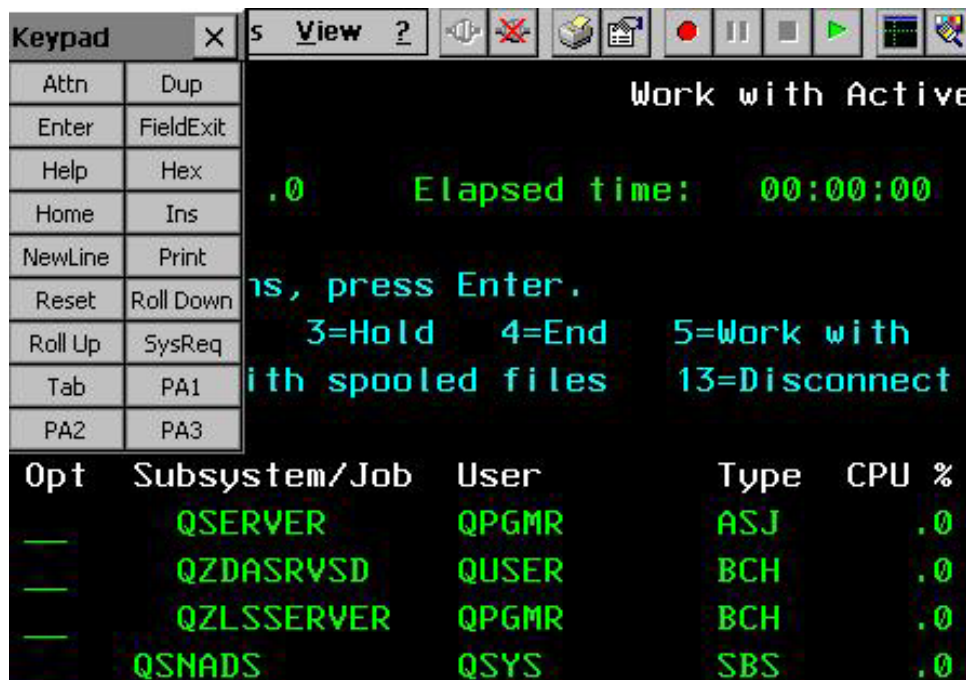 Keypad
s View ?
Attn Dup
Enter FieldExit
Help Hex
Home Ins
NewLine Print
Reset Roll Down
Roll Up SysReq
Tab PA1
PA2 PA3
Work with Active
.0 Elapsed time: 00:00:00
ns, press Enter.
3=Hold 4=End 5=Work with
ith spooled files 13=Disconnect
Opt Subsystem/Job User Type CPU %
__ QSERVER QPGMR ASJ .0
__ QZDASRVSD QUSER BCH .0
__ QZLSSERVER QPGMR BCH .0
QSNADS QSYS SBS .0